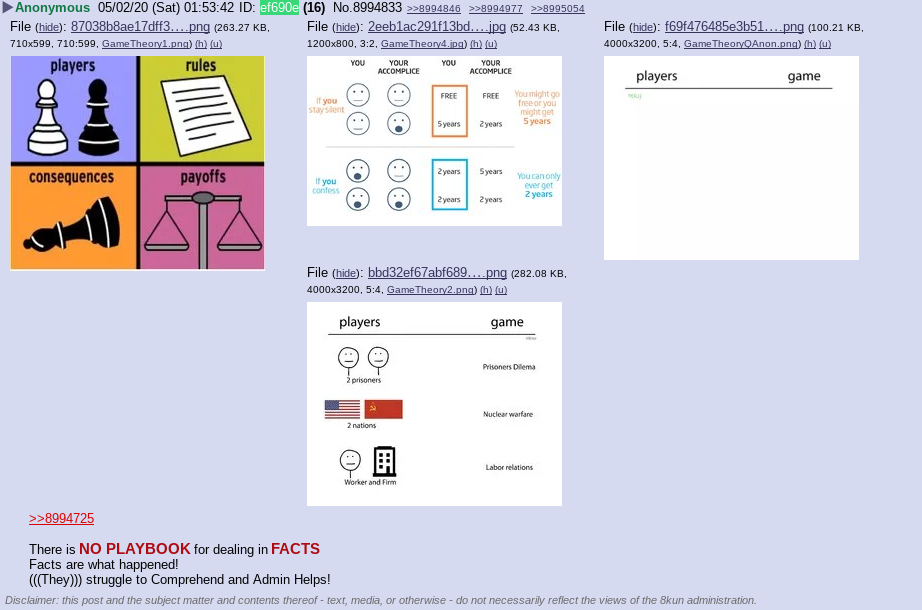 Anonymous 05/02/20 (Sat) 01:53:42 ID: ef690e (16) No.8994833 >>8994846 >>8994977 >>8995054
File (hide): 87038b8ae17dff3….png (263.27 KB, 710x599, 710:599, GameTheory1.png) (h) (u)
players
rules
consequences
payoffs
File (hide): 2eeb1ac291f13bd….jpg (52.43 KB, 1200x800, 3:2, GameTheory4.jpg) (h) (u)
YOU
YOUR ACCOMPLICE
YOU
YOUR ACCOMPLICE
If you stay silent
FREE
FREE
5 years
2 years
You might go free or you might get 5 years
If you confess
2 years
5 years
2 years
2 years
You can only ever get 2 years
File (hide): f69f476485e3b51….png (100.21 KB, 4000x3200, 5:4, GameTheoryQAnon.png) (h) (u)
players
game
File (hide): bbd32ef67abf689….png (282.08 KB, 4000x3200, 5:4, GameTheory2.png) (h) (u)
players
game
2 prisoners
Prisoners Dilema
2 nations
Nuclear warfare
Worker and Firm
Labor relations
>>8994725
There is NO PLAYBOOK for dealing in FACTS
Facts are what happened!
(((They))) struggle to Comprehend and Admin Helps!
Disclaimer: this post and the subject matter and contents thereof - text, media, or otherwise - do not necessarily reflect the views of the 8kun administration.